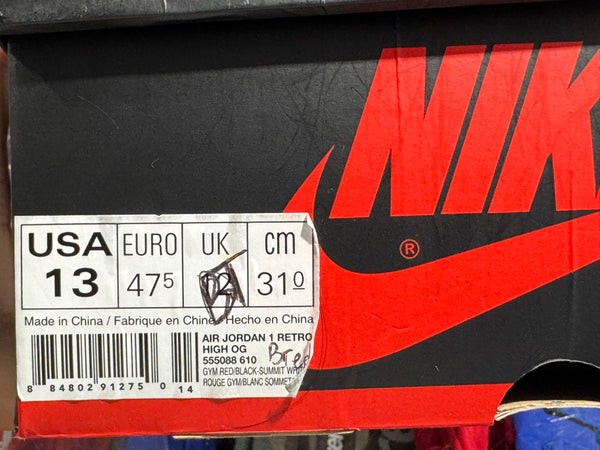 NIK
®
USA EURO UK cm
13 47 5 12 31 0
Made in China / Fabrique en Chine / Hecho en China
AIR JORDAN 1 RETRO
HIGH OG
555088 610
Bred
GYM RED/BLACK-SUMMIT WH
ROUGE GYM/BLANC SOMMET
8 84802 91275 0 14